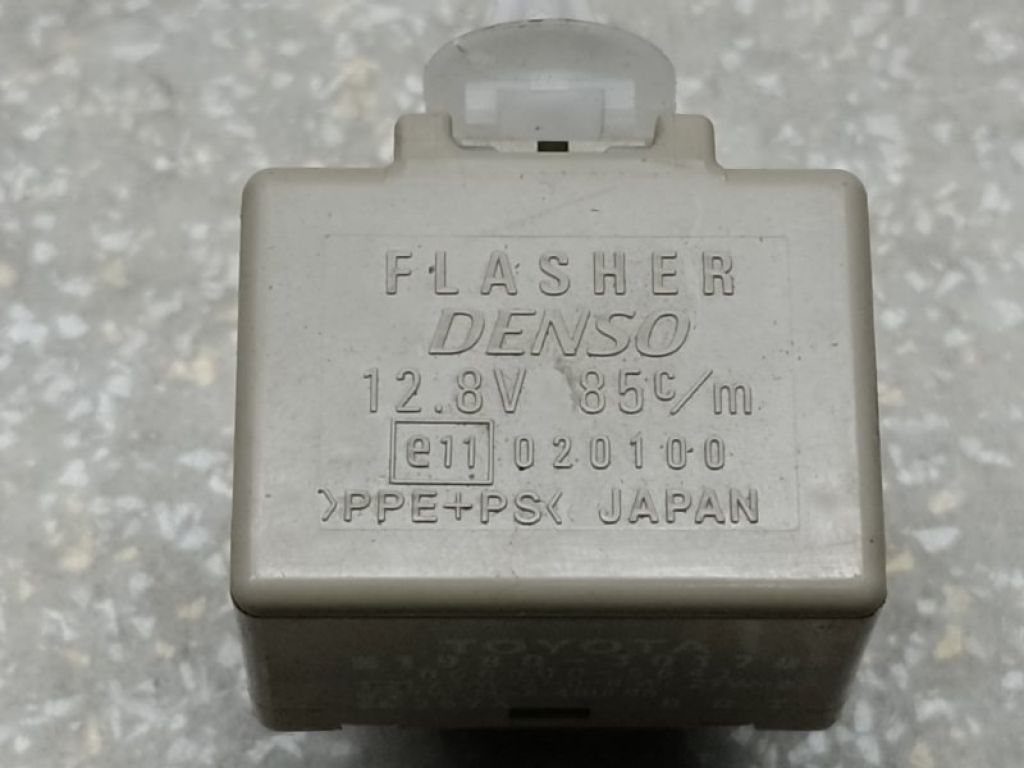 FLASHER
DENSO
12.8V 85c/m
e11 020100
>PPE+PS< JAPAN
TOYOTA